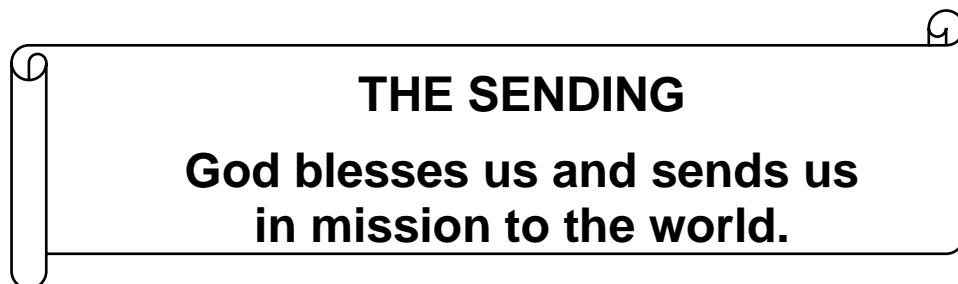 THE SENDING
God blesses us and sends us
in mission to the world.